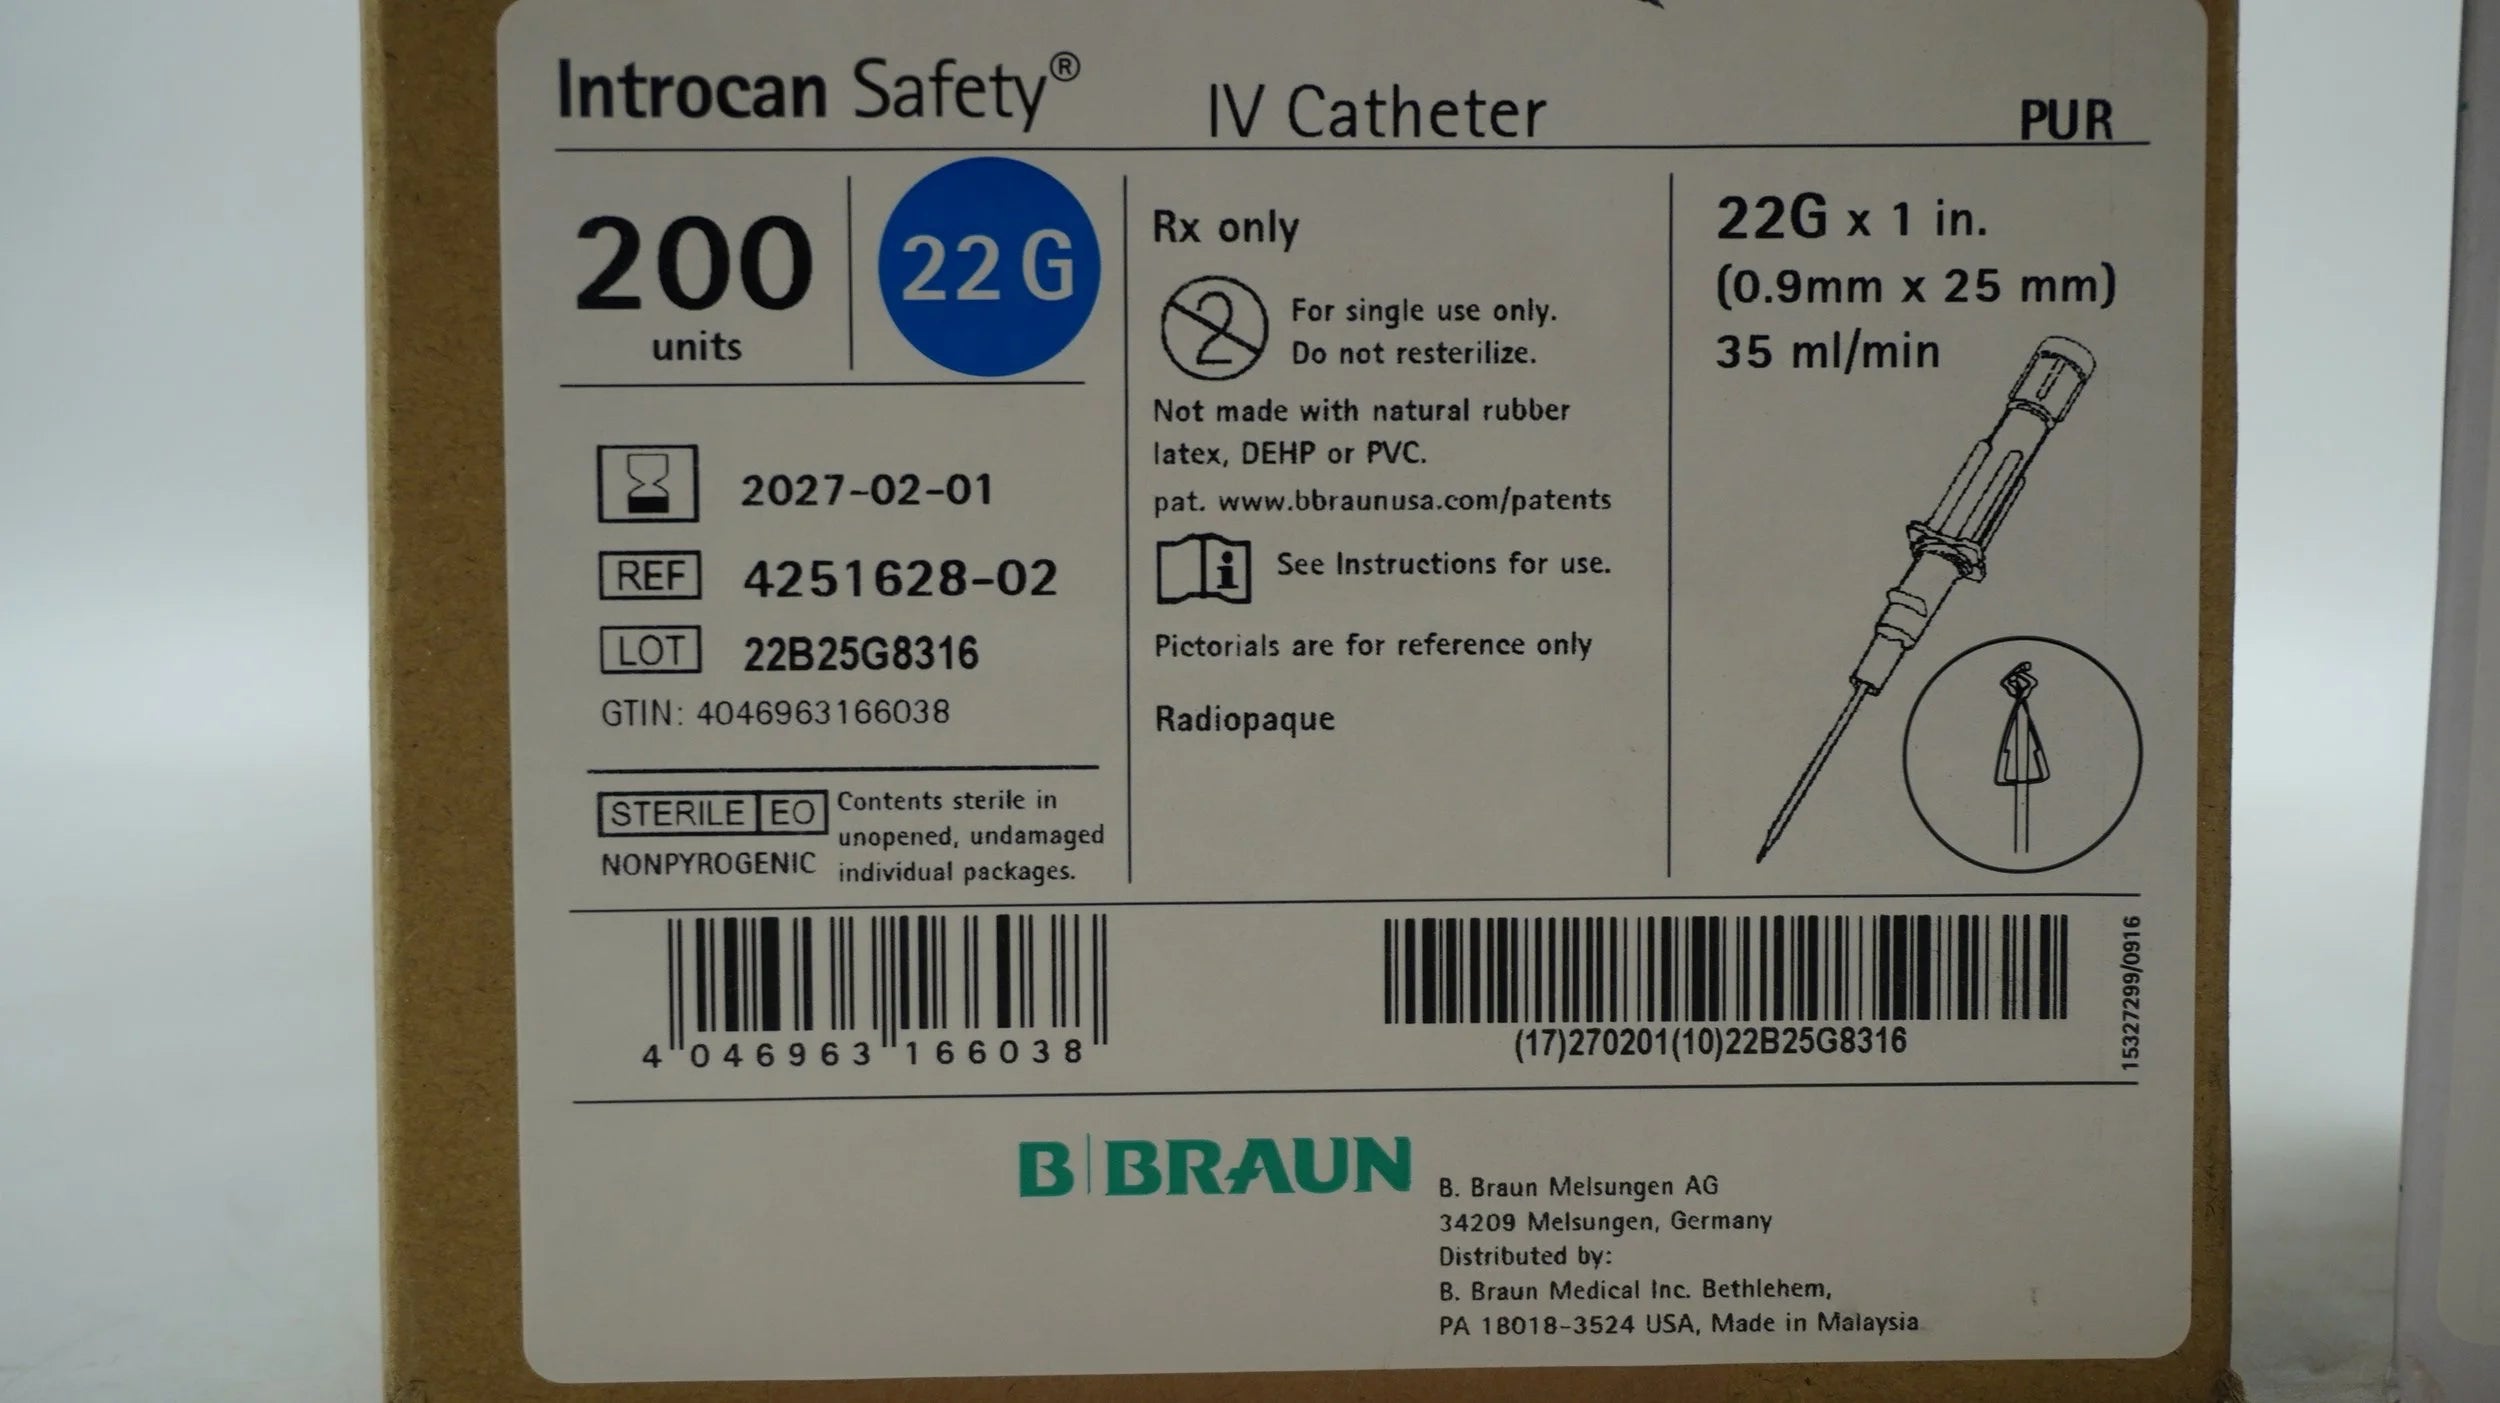 Introcan Safety® IV Catheter PUR
200
units
22G
2027-02-01
REF 4251628-02
LOT 22B25G8316
GTIN: 4046963166038
STERILE EO
NONPYROGENIC
Contents sterile in
unopened, undamaged
individual packages.
Rx only
2
For single use only.
Do not resterilize.
Not made with natural rubber
latex, DEHP or PVC.
pat. www.bbraunusa.com/patents
i See Instructions for use.
Pictorials are for reference only
Radiopaque
22G x 1 in.
(0.9mm x 25 mm)
35 ml/min
4 046963 166038
(17)270201(10)22B25G8316
15327299/0916
B|BRAUN
B. Braun Melsungen AG
34209 Melsungen, Germany
Distributed by:
B. Braun Medical Inc. Bethlehem,
PA 18018-3524 USA, Made in Malaysia